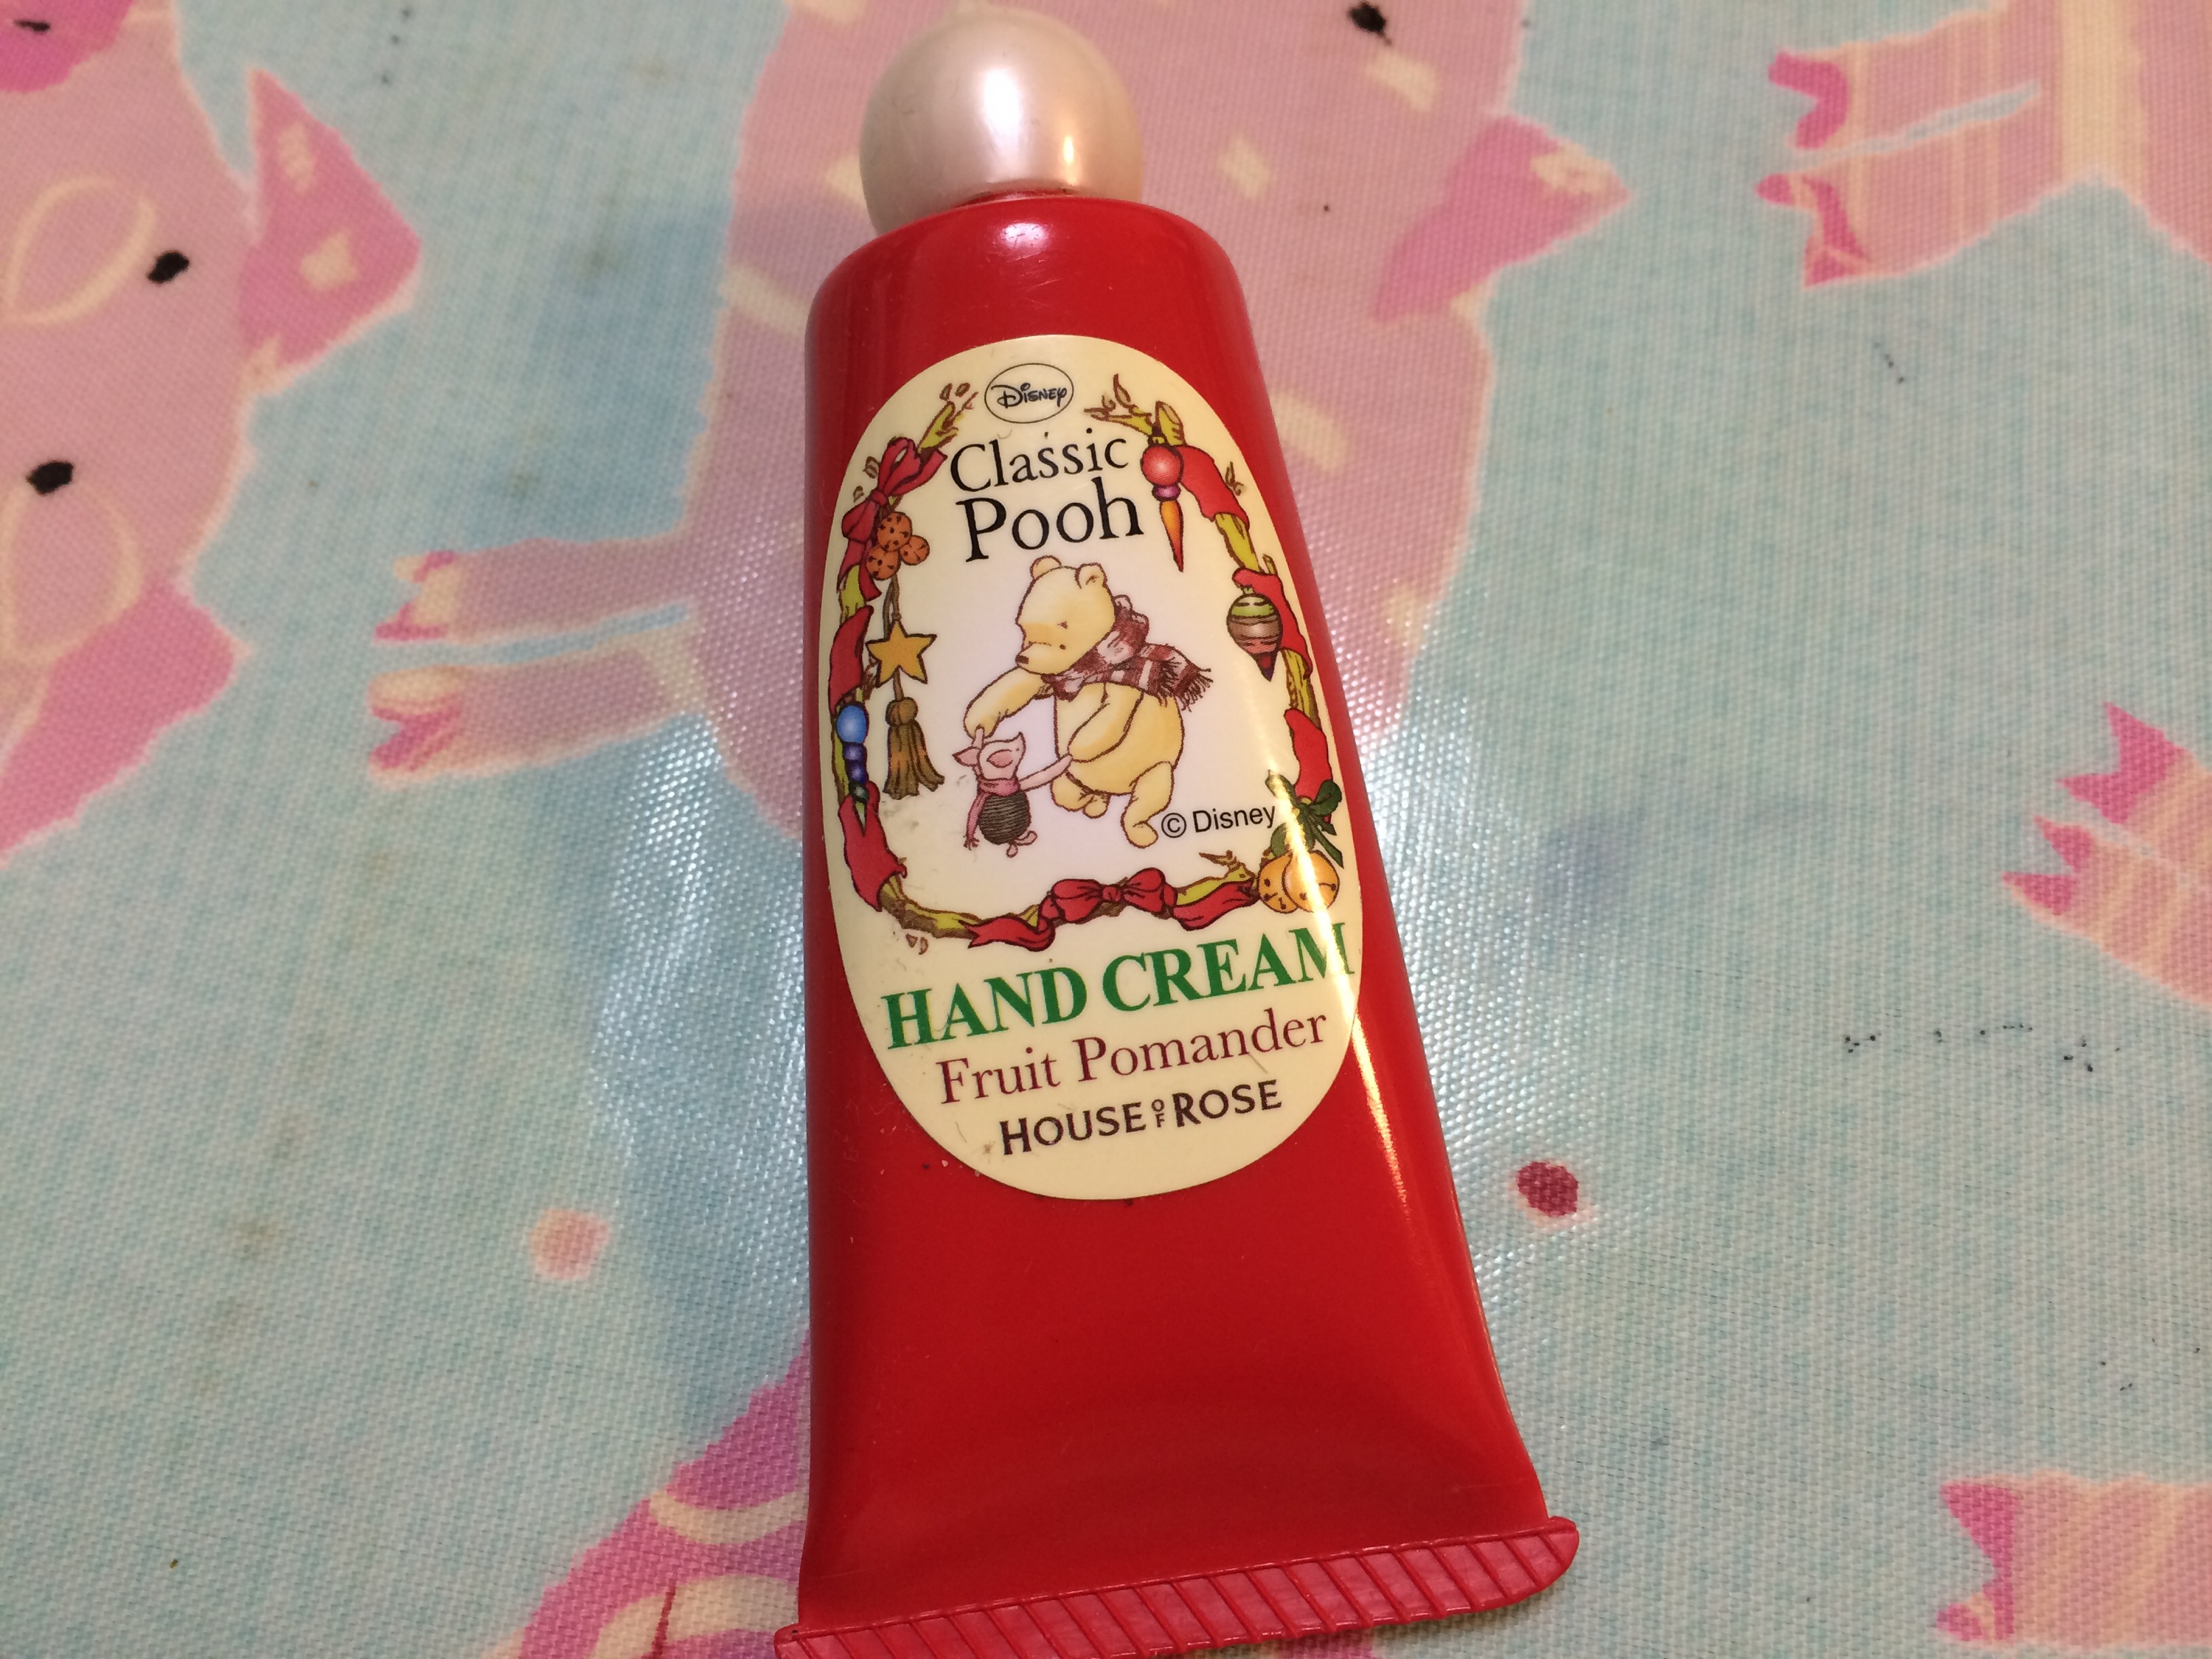 Disney
Classic
Pooh
© Disney
HAND CREAM
Fruit Pomander
HOUSE OF ROSE